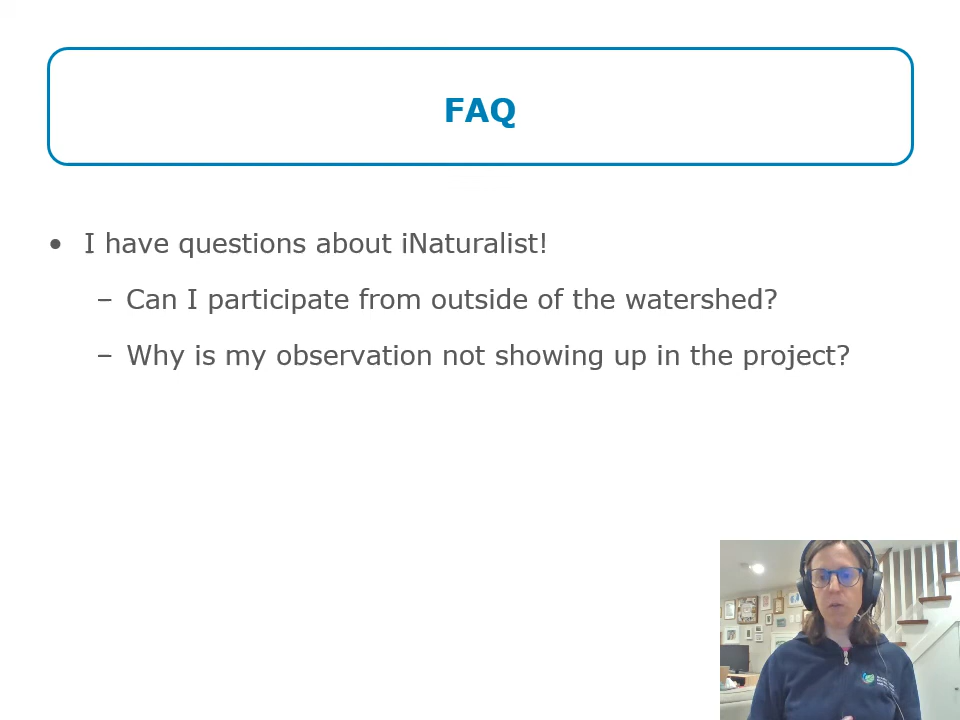 FAQ
• I have questions about iNaturalist!
– Can I participate from outside of the watershed?
– Why is my observation not showing up in the project?